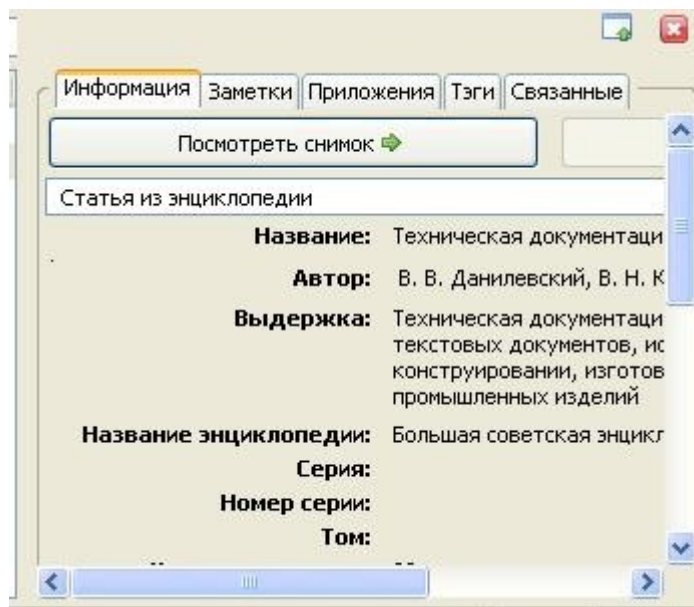 Информация Заметки Приложения Тэги Связанные
Посмотреть снимок
Статья из энциклопедии
Название: Техническая документаци
Автор: В. В. Данилевский, В. Н. К
Выдержка: Техническая документаци
текстовых документов, ис
конструировании, изготов
промышленных изделий
Название энциклопедии: Большая советская энцикл
Серия:
Номер серии:
Том: